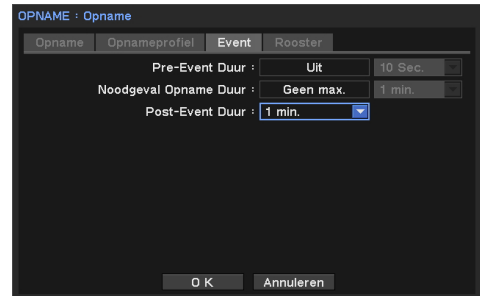 OPNAME : Opname
Opname Opnameprofiel Event Rooster
Pre-Event Duur : Uit 10 Sec.
Noodgeval Opname Duur : Geen max. 1 min.
Post-Event Duur : 1 min.
O K Annuleren